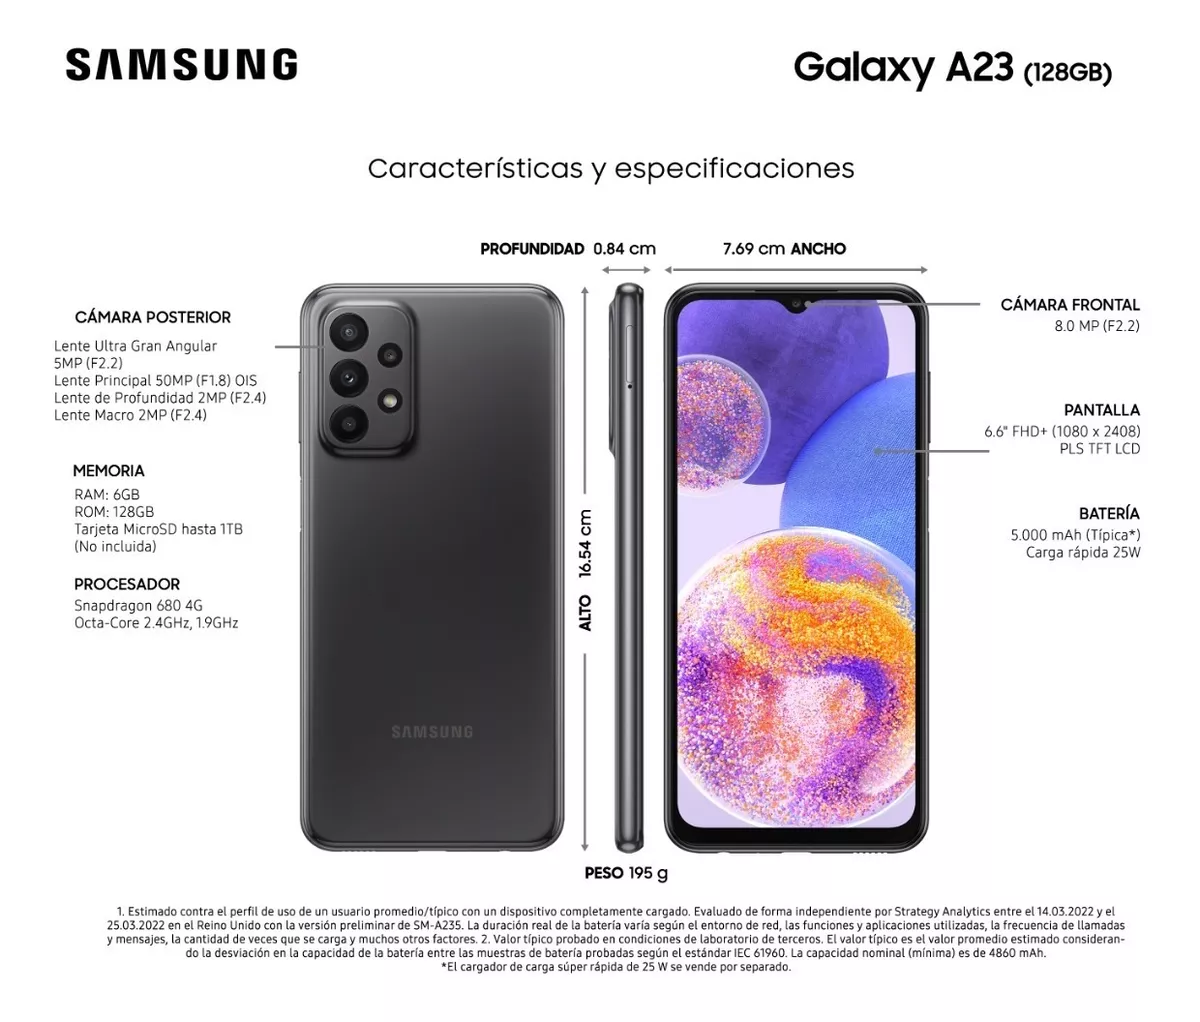 SAMSUNG
Galaxy A23 (128GB)
Características y especificaciones
PROFUNDIDAD 0.84 cm
7.69 cm ANCHO
CÁMARA POSTERIOR
Lente Ultra Gran Angular
5MP (F2.2)
Lente Principal 50MP (F1.8) OIS
Lente de Profundidad 2MP (F2.4)
Lente Macro 2MP (F2.4)
MEMORIA
RAM: 6GB
ROM: 128GB
Tarjeta MicroSD hasta 1TB
(No incluida)
PROCESADOR
Snapdragon 680 4G
Octa-Core 2.4GHz, 1.9GHz
SAMSUNG
ALTO 16.54 cm
CÁMARA FRONTAL
8.0 MP (F2.2)
PANTALLA
6.6" FHD+ (1080 x 2408)
PLS TFT LCD
BATERÍA
5.000 mAh (Típica*)
Carga rápida 25W
PESO 195 g
1. Estimado contra el perfil de uso de un usuario promedio/típico con un dispositivo completamente cargado. Evaluado de forma independiente por Strategy Analytics entre el 14.03.2022 y el
25.03.2022 en el Reino Unido con la versión preliminar de SM-A235. La duración real de la batería varía según el entorno de red, las funciones y aplicaciones utilizadas, la frecuencia de llamadas
y mensajes, la cantidad de veces que se carga y muchos otros factores. 2. Valor típico probado en condiciones de laboratorio de terceros. El valor típico es el valor promedio estimado consideran-
do la desviación en la capacidad de la batería entre las muestras de batería probadas según el estándar IEC 61960. La capacidad nominal (mínima) es de 4860 mAh.
*El cargador de carga súper rápida de 25 W se vende por separado.